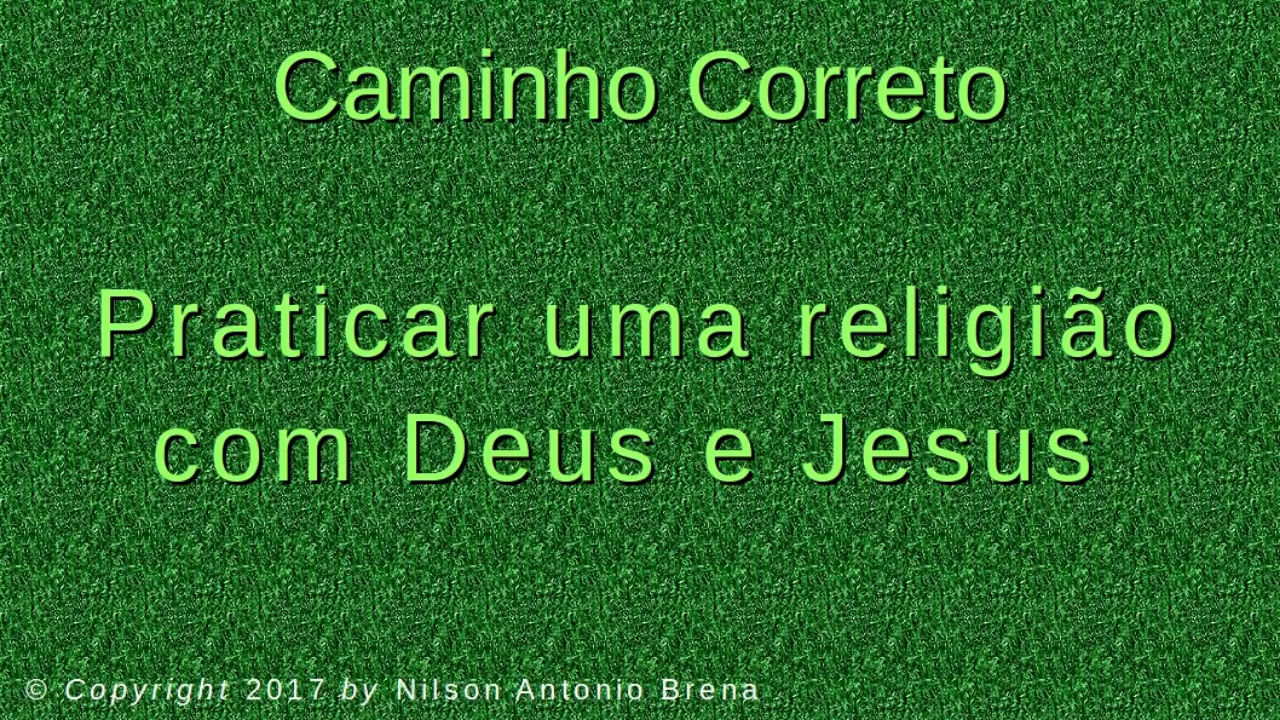 Caminho Correto
Praticar uma religião
com Deus e Jesus
© Copyright 2017 by Nilson Antonio Brena